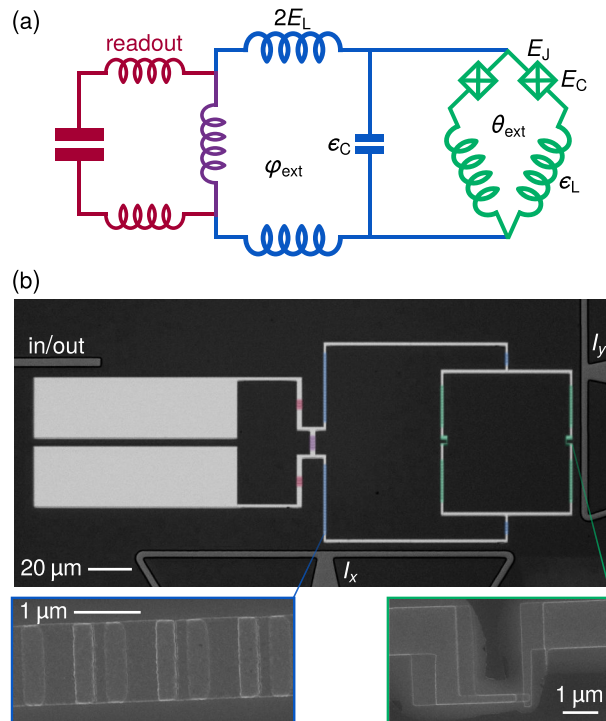 (a)
readout
2E_L
E_J
E_C
θ_ext
ϵ_C
φ_ext
ϵ_L
(b)
in/out
I_y
20 μm
I_x
1 μm
1 μm